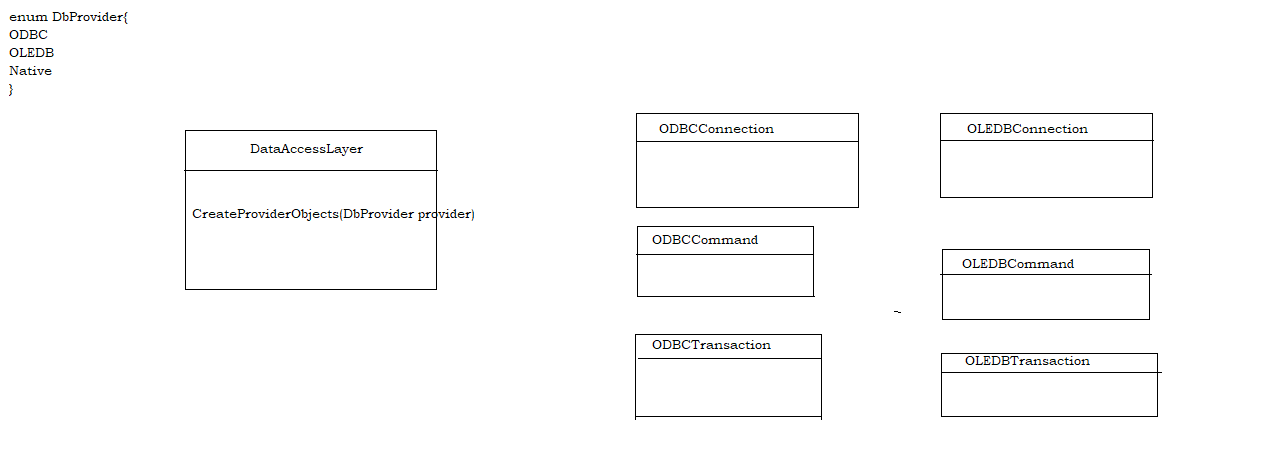 enum DbProvider{
ODBC
OLEDB
Native
}
DataAccessLayer
CreateProviderObjects(DbProvider provider)
ODBCConnection
ODBCCommand
ODBCTransaction
OLEDBConnection
OLEDBCommand
OLEDBTransaction